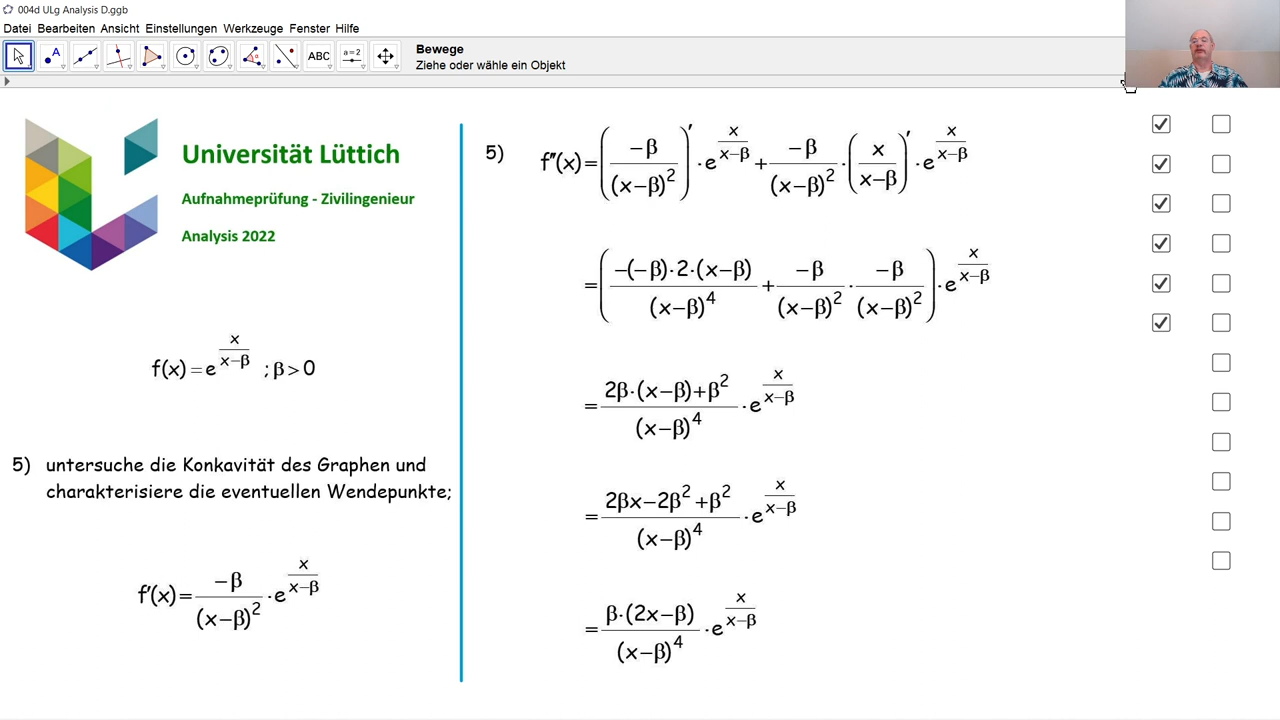 004d ULg Analysis D.ggb
Datei Bearbeiten Ansicht Einstellungen Werkzeuge Fenster Hilfe
A
ABC
a=2
Bewege
Ziehe oder wähle ein Objekt
Universität Lüttich
Aufnahmeprüfung - Zivilingenieur
Analysis 2022
f(x) = e^(x/(x−β)) ; β > 0
5) untersuche die Konkavität des Graphen und
charakterisiere die eventuellen Wendepunkte;
f'(x) = −β/(x−β)² · e^(x/(x−β))
5) f''(x) = (−β/(x−β)²)' · e^(x/(x−β)) + −β/(x−β)² · (x/(x−β))' · e^(x/(x−β))
= (−(−β)·2·(x−β)/(x−β)⁴ + −β/(x−β)² · −β/(x−β)²) · e^(x/(x−β))
= (2β·(x−β)+β²)/(x−β)⁴ · e^(x/(x−β))
= (2βx−2β²+β²)/(x−β)⁴ · e^(x/(x−β))
= β·(2x−β)/(x−β)⁴ · e^(x/(x−β))